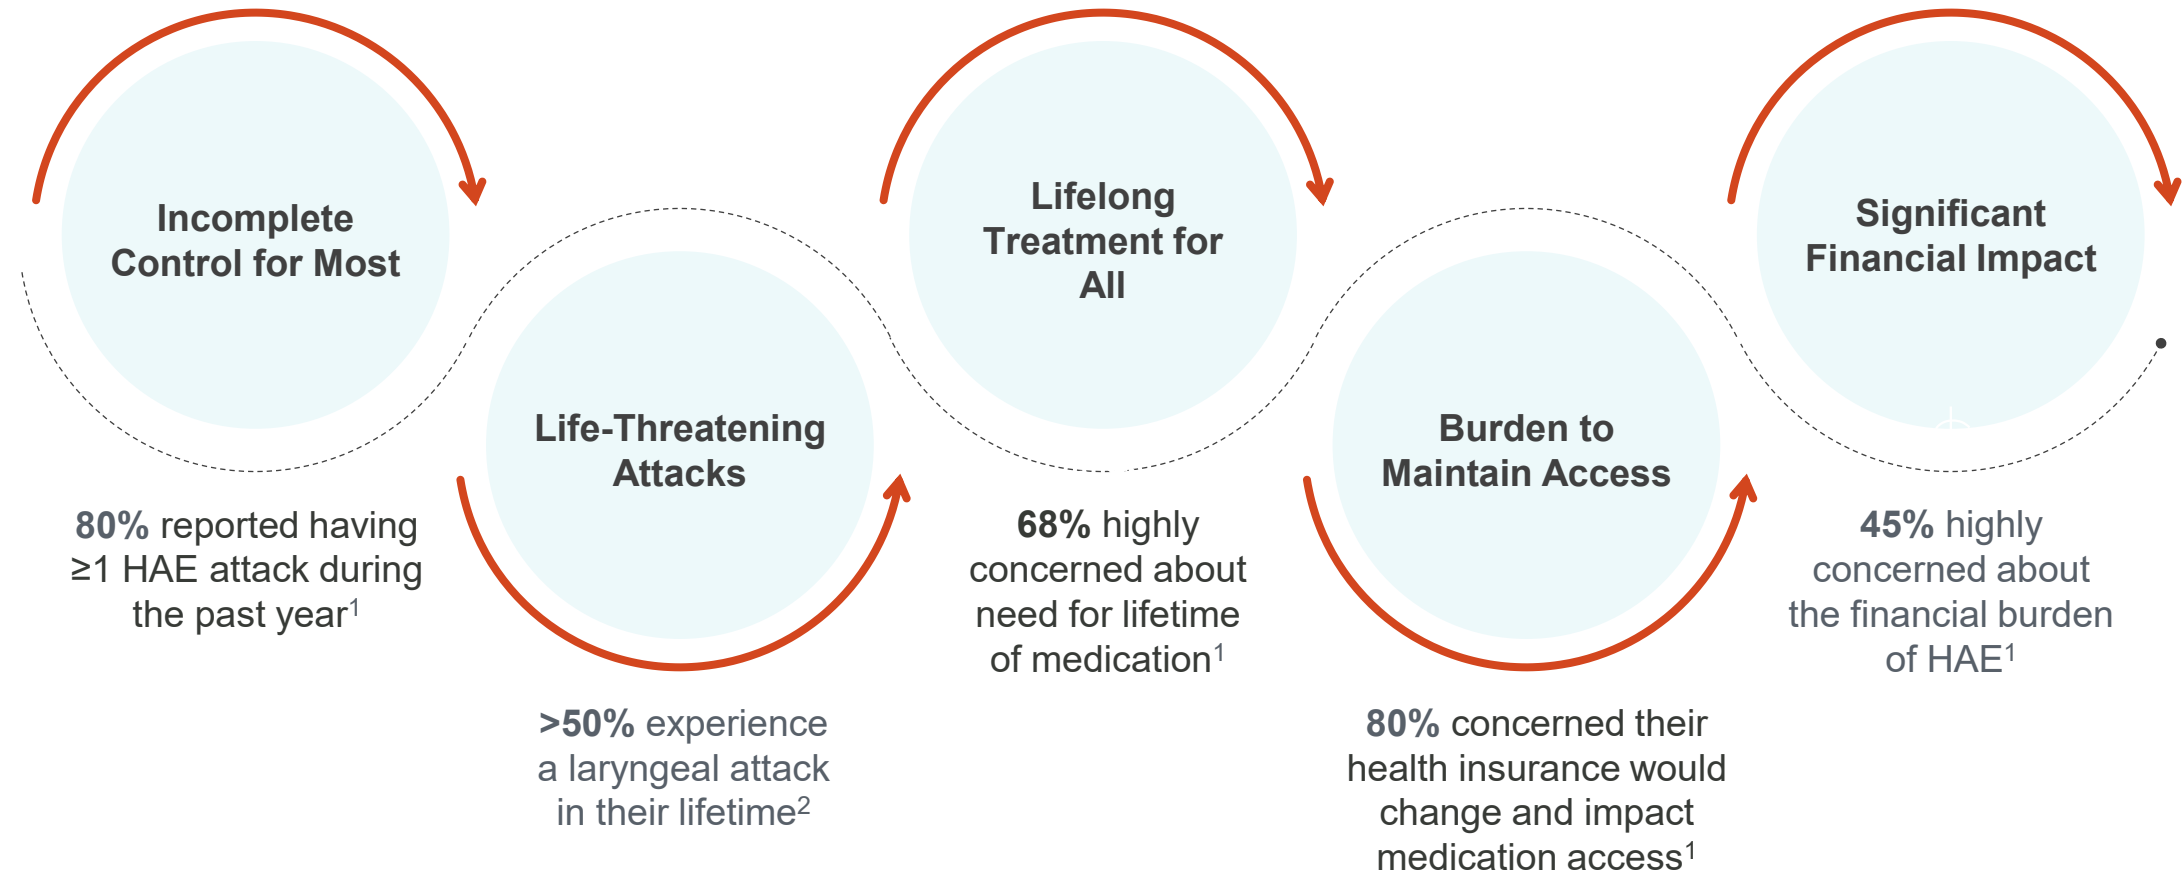 Incomplete
Control for Most
80% reported having
≥1 HAE attack during
the past year1
Life-Threatening
Attacks
>50% experience
a laryngeal attack
in their lifetime2
Lifelong
Treatment for
All
68% highly
concerned about
need for lifetime
of medication1
Burden to
Maintain Access
80% concerned their
health insurance would
change and impact
medication access1
Significant
Financial Impact
45% highly
concerned about
the financial burden
of HAE1